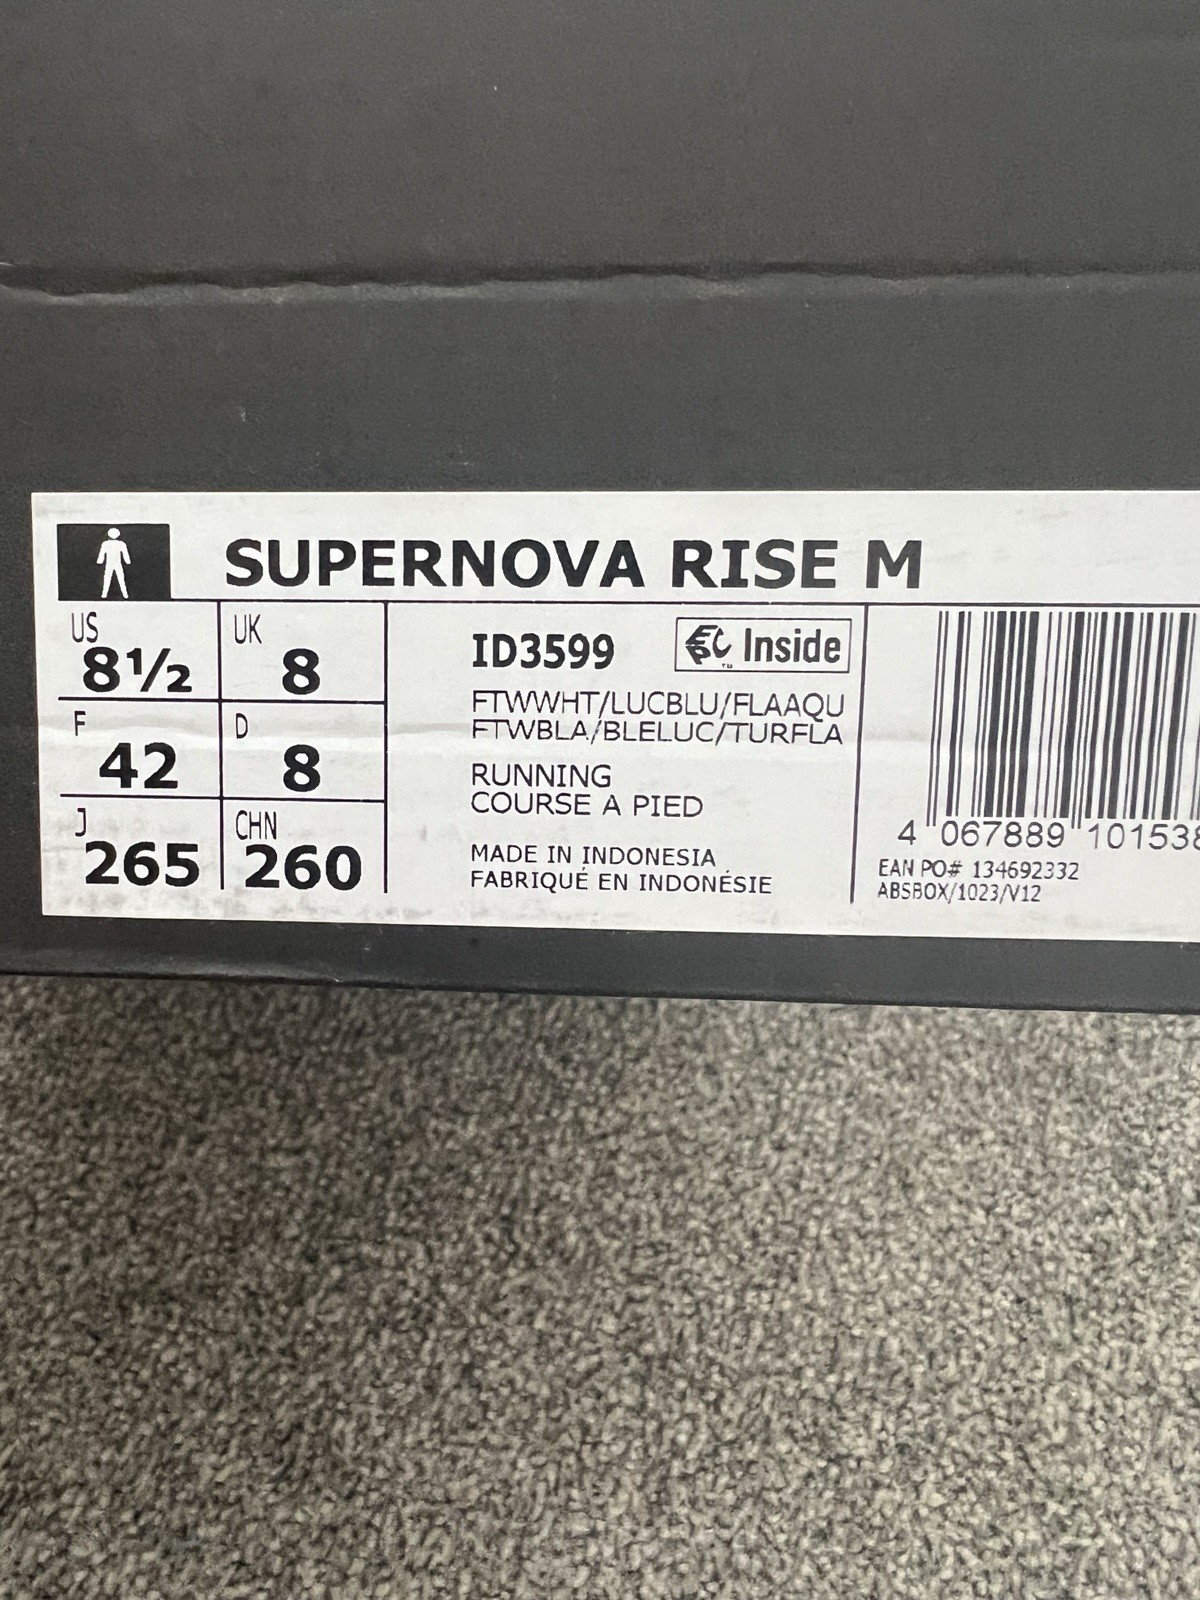 SUPERNOVA RISE M
US
8½
UK
8
F
42
D
8
J
265
CHN
260
ID3599
Inside
FTWWHT/LUCBLU/FLAAQU
FTWBLA/BLELUC/TURFLA
RUNNING
COURSE A PIED
MADE IN INDONESIA
FABRIQUÉ EN INDONÉSIE
4 067889 101538
EAN PO# 134692332
ABSBOX/1023/V12